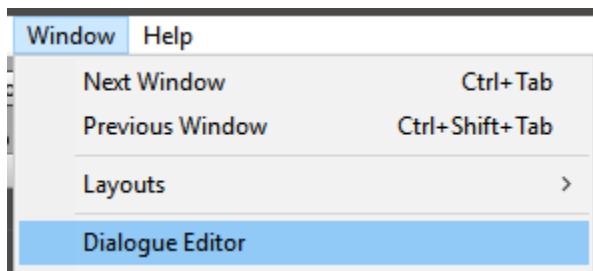 Window Help
Next Window Ctrl+Tab
Previous Window Ctrl+Shift+Tab
Layouts >
Dialogue Editor